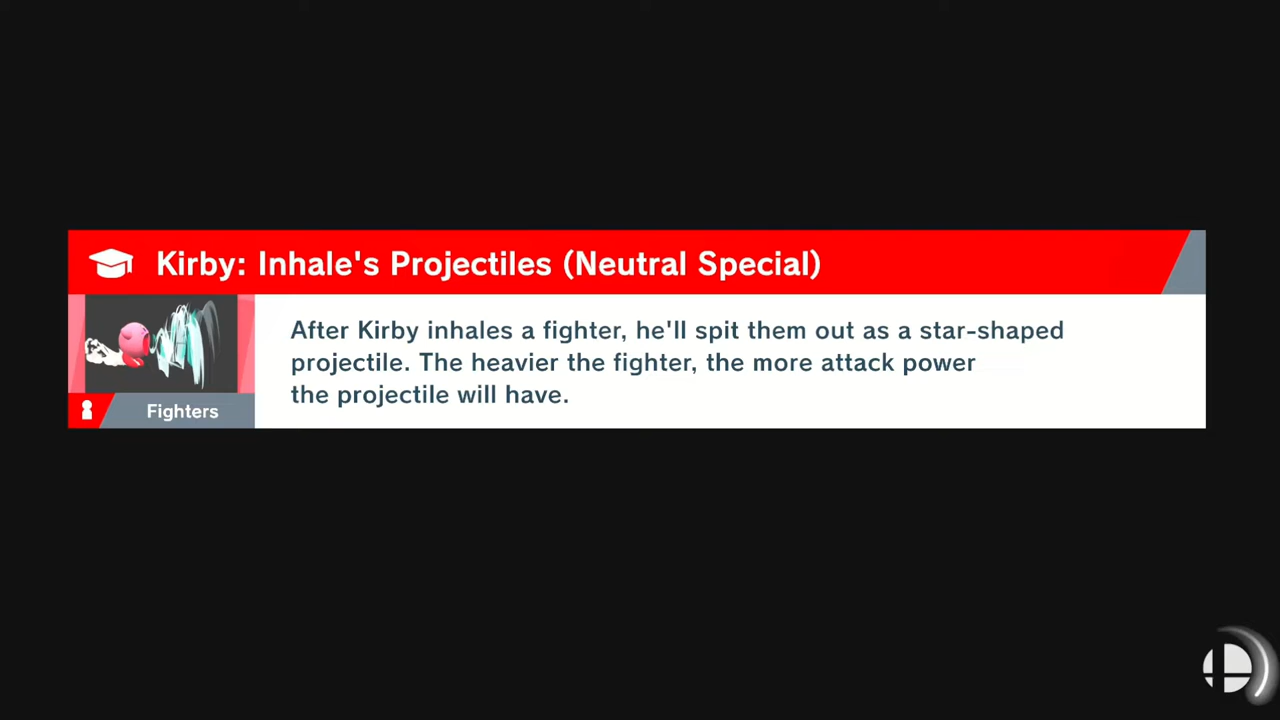 Kirby: Inhale's Projectiles (Neutral Special)
After Kirby inhales a fighter, he'll spit them out as a star-shaped
projectile. The heavier the fighter, the more attack power
the projectile will have.
Fighters